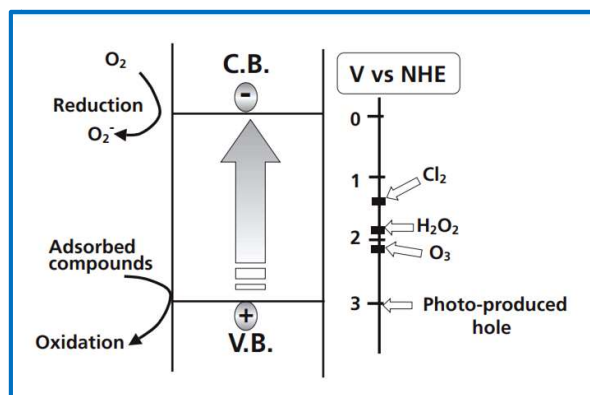 O₂
Reduction
O₂⁻
Adsorbed
compounds
Oxidation
C.B.
-
+
V.B.
V vs NHE
0
1
Cl₂
H₂O₂
2
O₃
3
Photo-produced
hole